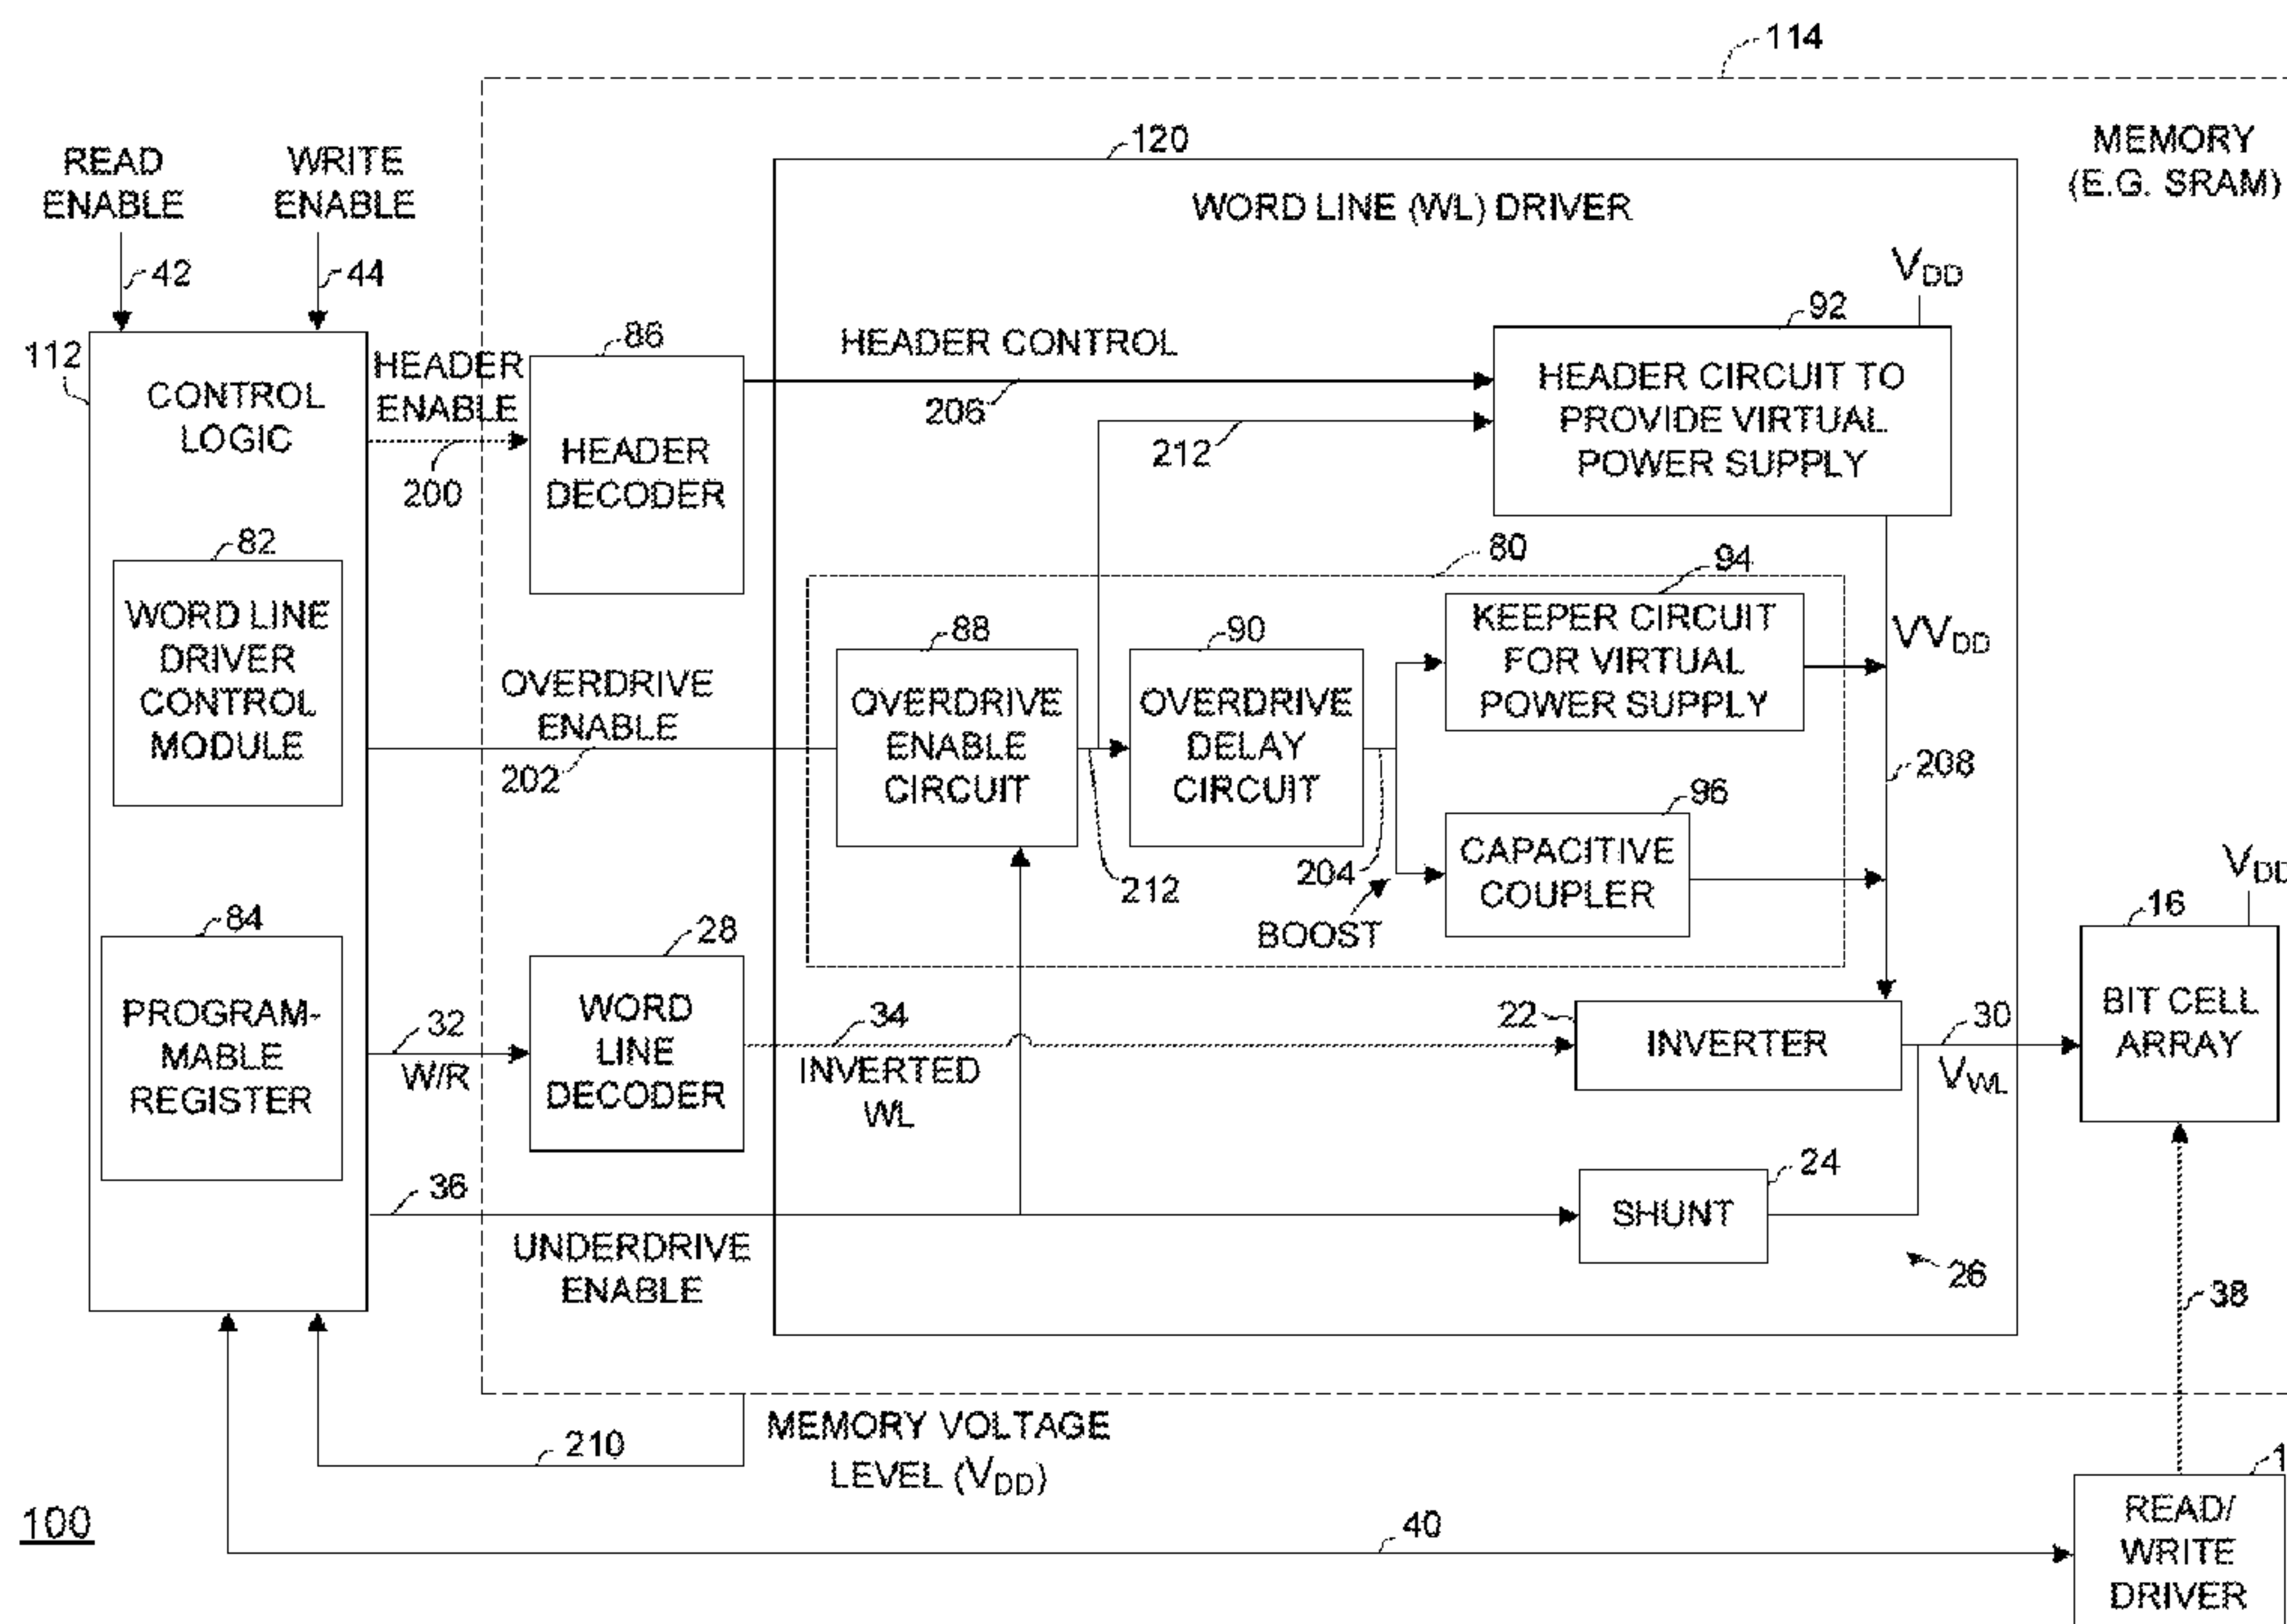 114
MEMORY
(E.G. SRAM)
READ
ENABLE
WRITE
ENABLE
42
44
120
WORD LINE (WL) DRIVER
VDD
92
112
CONTROL
LOGIC
HEADER
ENABLE
200
86
HEADER
DECODER
HEADER CONTROL
206
212
HEADER CIRCUIT TO
PROVIDE VIRTUAL
POWER SUPPLY
82
WORD LINE
DRIVER
CONTROL
MODULE
OVERDRIVE
ENABLE
202
80
88
OVERDRIVE
ENABLE
CIRCUIT
212
90
OVERDRIVE
DELAY
CIRCUIT
204
BOOST
94
KEEPER CIRCUIT
FOR VIRTUAL
POWER SUPPLY
VVDD
208
96
CAPACITIVE
COUPLER
84
PROGRAM-
MABLE
REGISTER
32
W/R
28
WORD
LINE
DECODER
34
INVERTED
WL
22
INVERTER
30
VWL
VDD
16
BIT CELL
ARRAY
36
UNDERDRIVE
ENABLE
24
SHUNT
26
38
210
MEMORY VOLTAGE
LEVEL (VDD)
100
40
READ/
WRITE
DRIVER